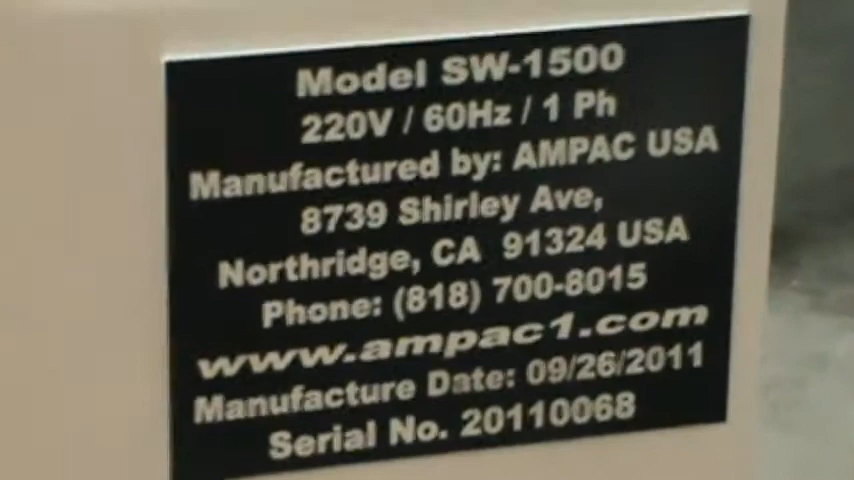 Model SW-1500
220V / 60Hz / 1 Ph
Manufactured by: AMPAC USA
8739 Shirley Ave,
Northridge, CA 91324 USA
Phone: (818) 700-8015
www.ampac1.com
Manufacture Date: 09/26/2011
Serial No. 20110068